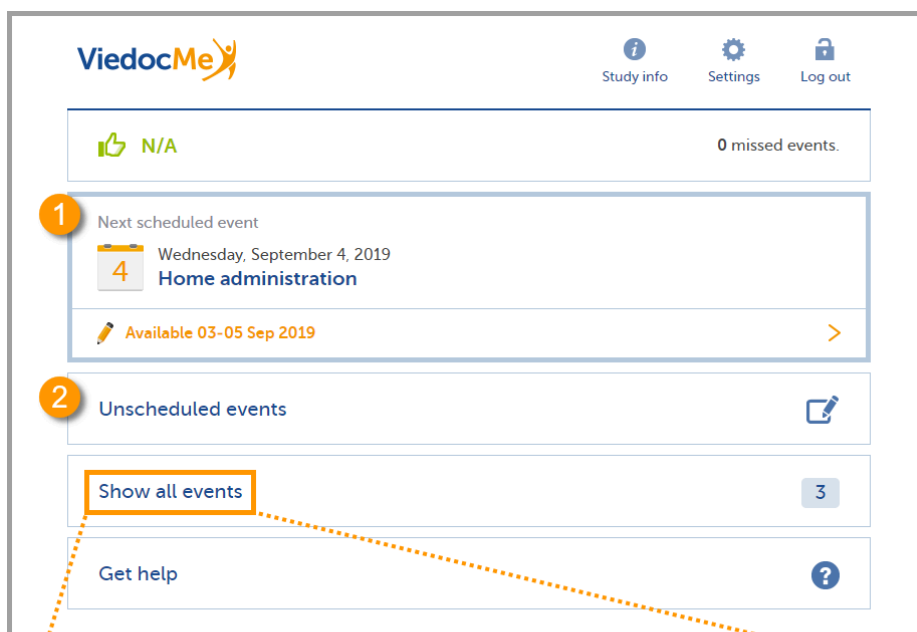 ViedocMe
Study info
Settings
Log out
N/A
0 missed events.
1
Next scheduled event
4
Wednesday, September 4, 2019
Home administration
Available 03-05 Sep 2019
2
Unscheduled events
Show all events
3
Get help
?